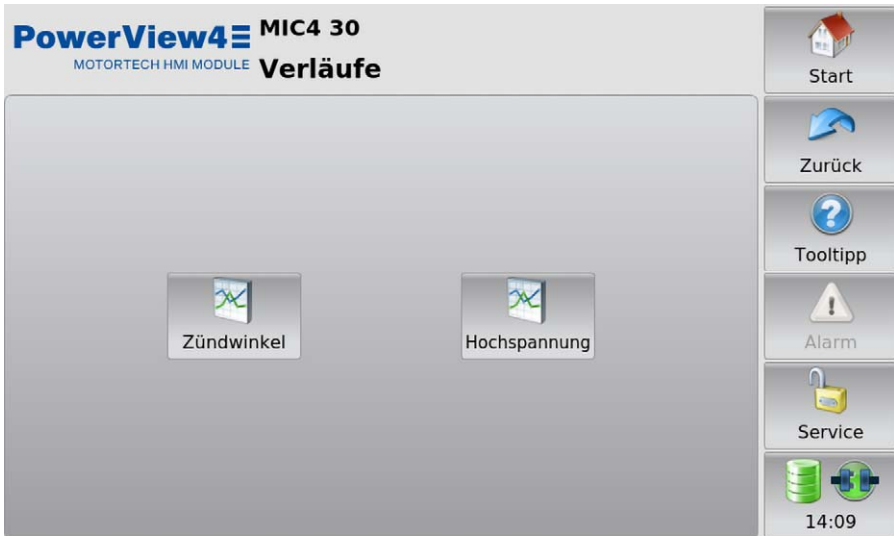 PowerView4
MIC4 30
MOTORTECH HMI MODULE
Verläufe
Zündwinkel
Hochspannung
Start
Zurück
Tooltipp
Alarm
Service
14:09